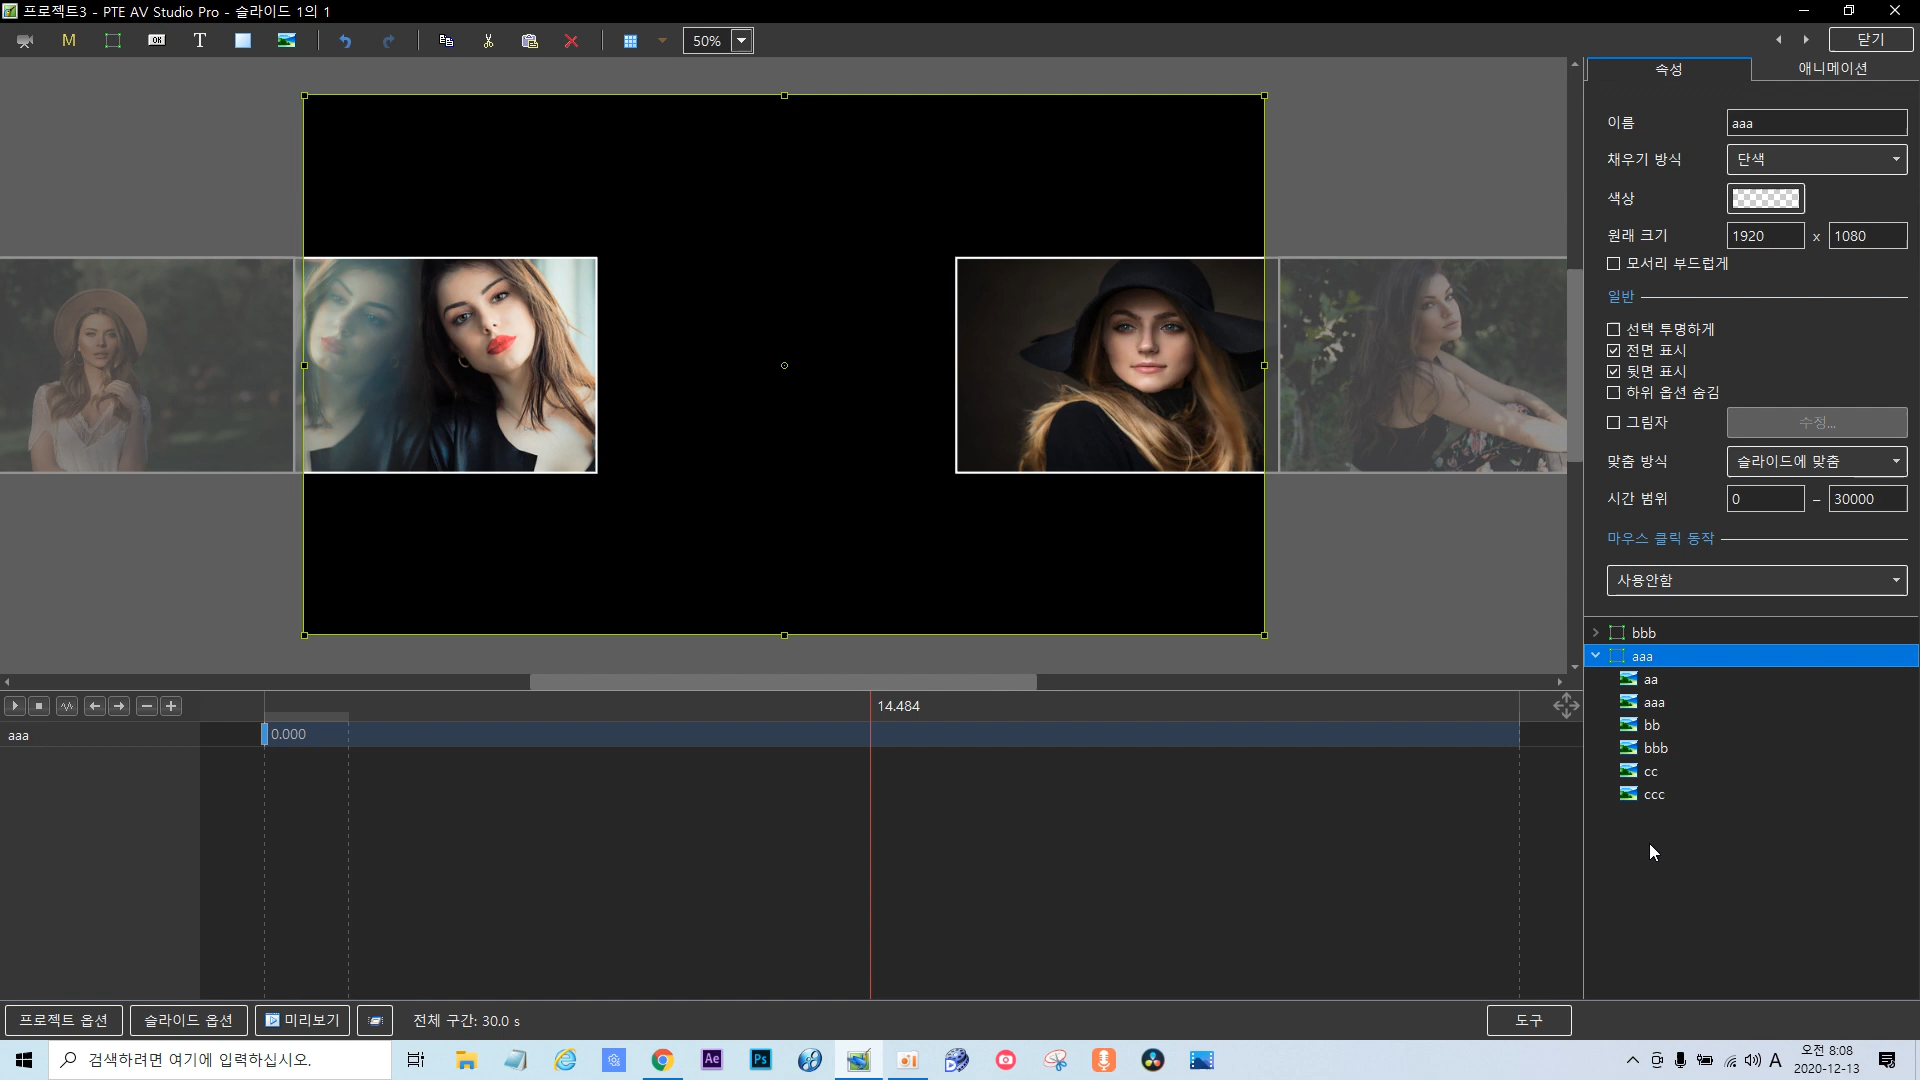 프로젝트3 - PTE AV Studio Pro - 슬라이드 1의 1
M
OK
T
50%
닫기
속성
애니메이션
이름
aaa
채우기 방식
단색
색상
원래 크기
1920 x 1080
모서리 부드럽게
일반
선택 투명하게
전면 표시
뒷면 표시
하위 옵션 숨김
그림자
수정...
맞춤 방식
슬라이드에 맞춤
시간 범위
0 – 30000
마우스 클릭 동작
사용안함
bbb
aaa
aa
aaa
bb
bbb
cc
ccc
14.484
aaa
0.000
프로젝트 옵션
슬라이드 옵션
미리보기
전체 구간: 30.0 s
도구
검색하려면 여기에 입력하십시오.
Ae
Ps
A
오전 8:08
2020-12-13